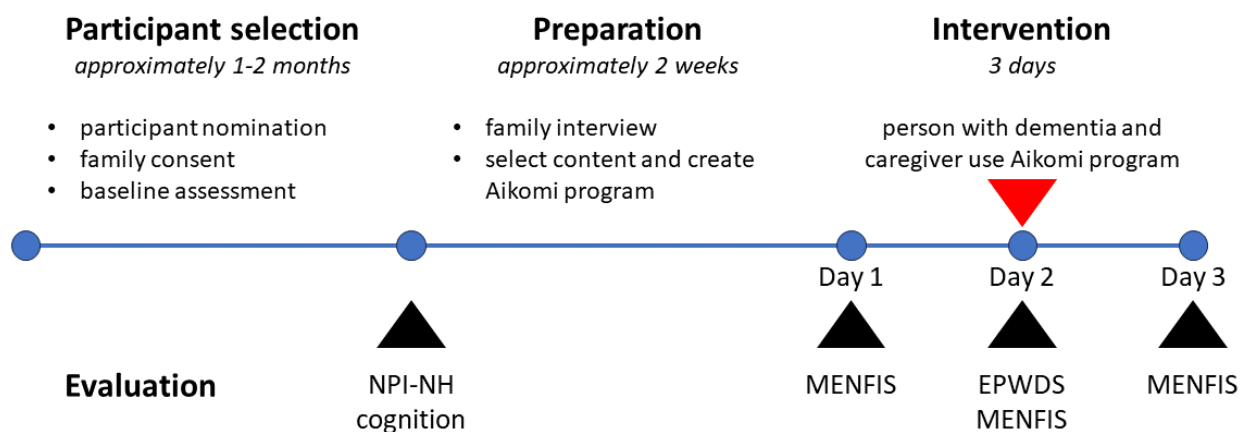 Participant selection
approximately 1-2 months
• participant nomination
• family consent
• baseline assessment
Preparation
approximately 2 weeks
• family interview
• select content and create
Aikomi program
Intervention
3 days
person with dementia and
caregiver use Aikomi program
Day 1
Day 2
Day 3
Evaluation
NPI-NH
cognition
MENFIS
EPWDS
MENFIS
MENFIS